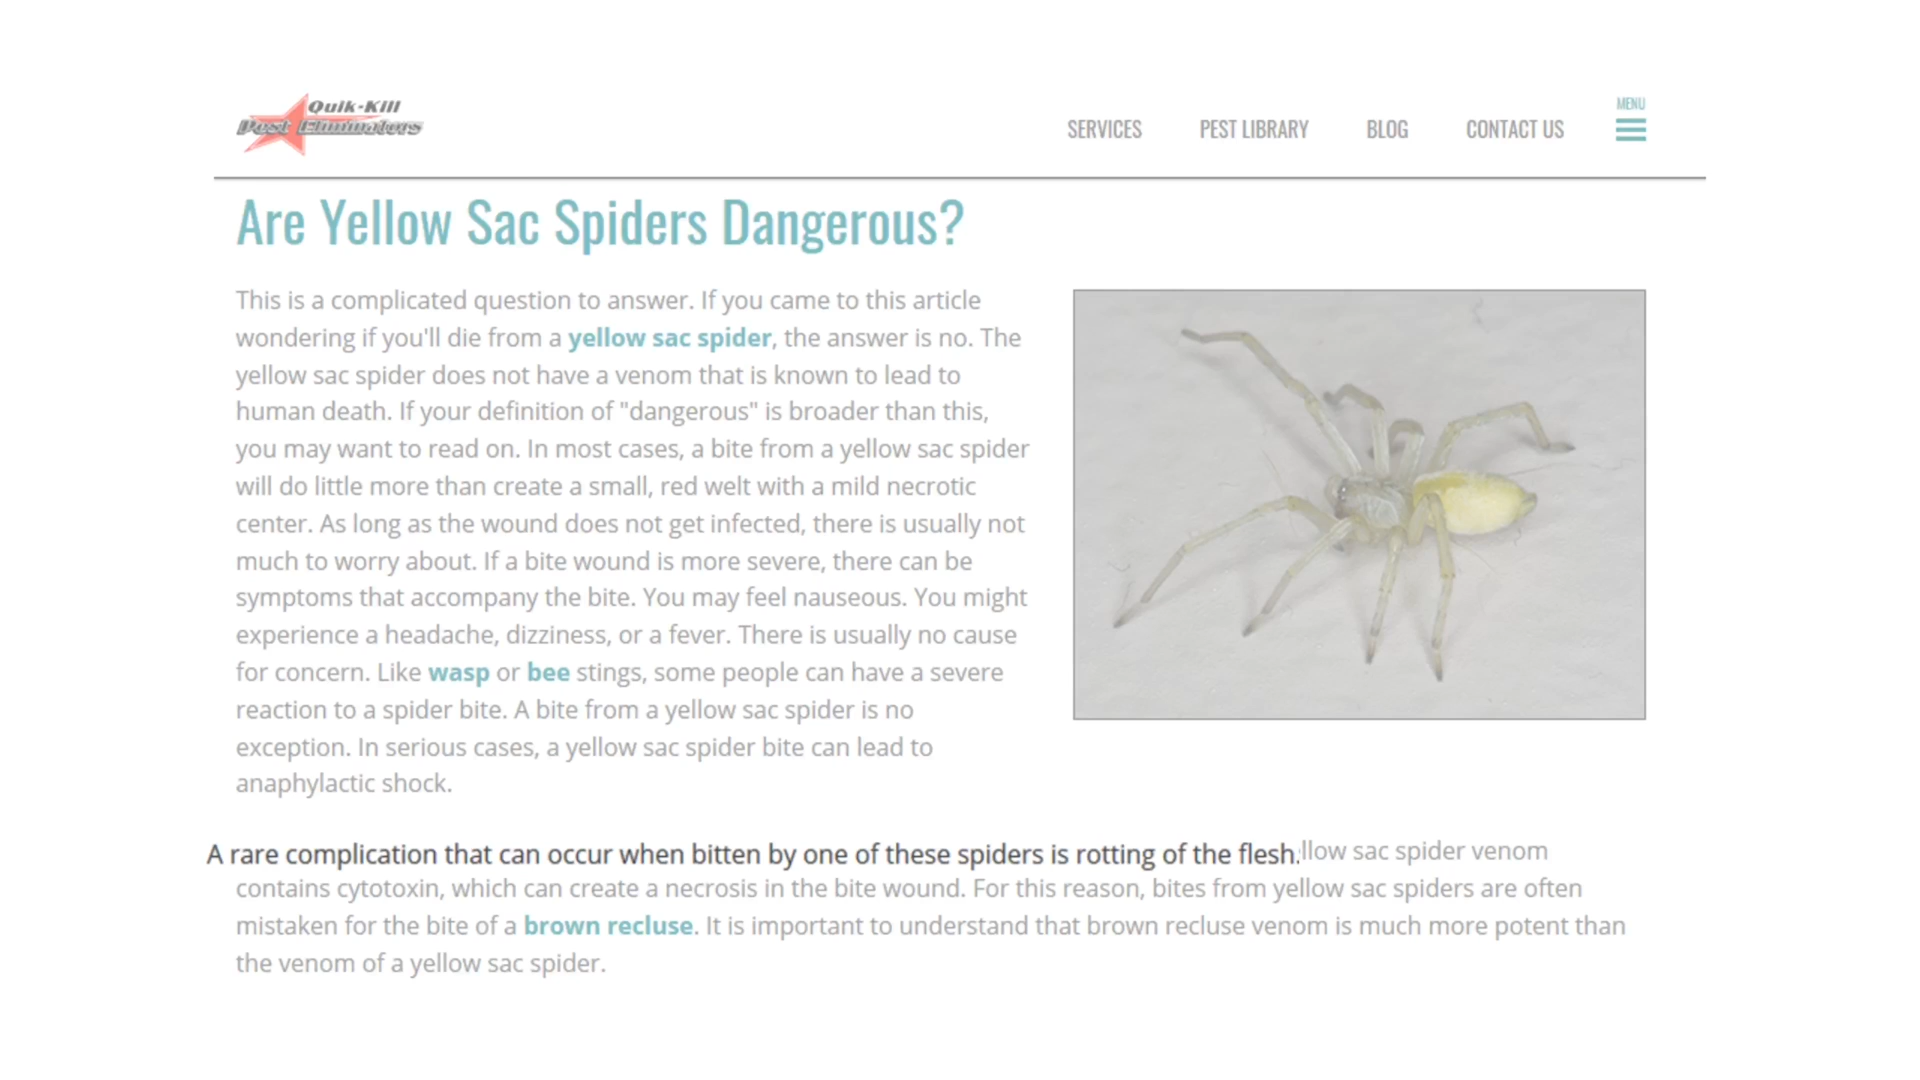 Quik-Kill
Pest Eliminators
SERVICES
PEST LIBRARY
BLOG
CONTACT US
MENU
Are Yellow Sac Spiders Dangerous?
This is a complicated question to answer. If you came to this article
wondering if you'll die from a yellow sac spider, the answer is no. The
yellow sac spider does not have a venom that is known to lead to
human death. If your definition of "dangerous" is broader than this,
you may want to read on. In most cases, a bite from a yellow sac spider
will do little more than create a small, red welt with a mild necrotic
center. As long as the wound does not get infected, there is usually not
much to worry about. If a bite wound is more severe, there can be
symptoms that accompany the bite. You may feel nauseous. You might
experience a headache, dizziness, or a fever. There is usually no cause
for concern. Like wasp or bee stings, some people can have a severe
reaction to a spider bite. A bite from a yellow sac spider is no
exception. In serious cases, a yellow sac spider bite can lead to
anaphylactic shock.
A rare complication that can occur when bitten by one of these spiders is rotting of the flesh. llow sac spider venom
contains cytotoxin, which can create a necrosis in the bite wound. For this reason, bites from yellow sac spiders are often
mistaken for the bite of a brown recluse. It is important to understand that brown recluse venom is much more potent than
the venom of a yellow sac spider.